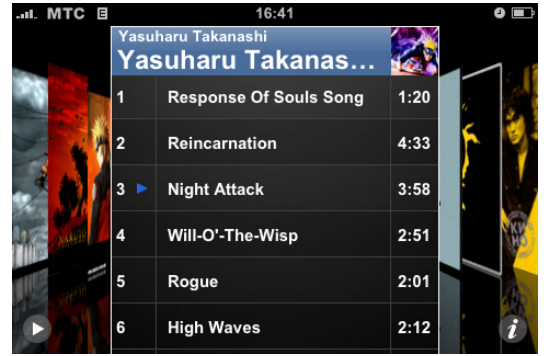 MTC E 16:41
Yasuharu Takanashi
Yasuharu Takanas...
1 Response Of Souls Song 1:20
2 Reincarnation 4:33
3 Night Attack 3:58
4 Will-O'-The-Wisp 2:51
5 Rogue 2:01
6 High Waves 2:12
NARUTO
i